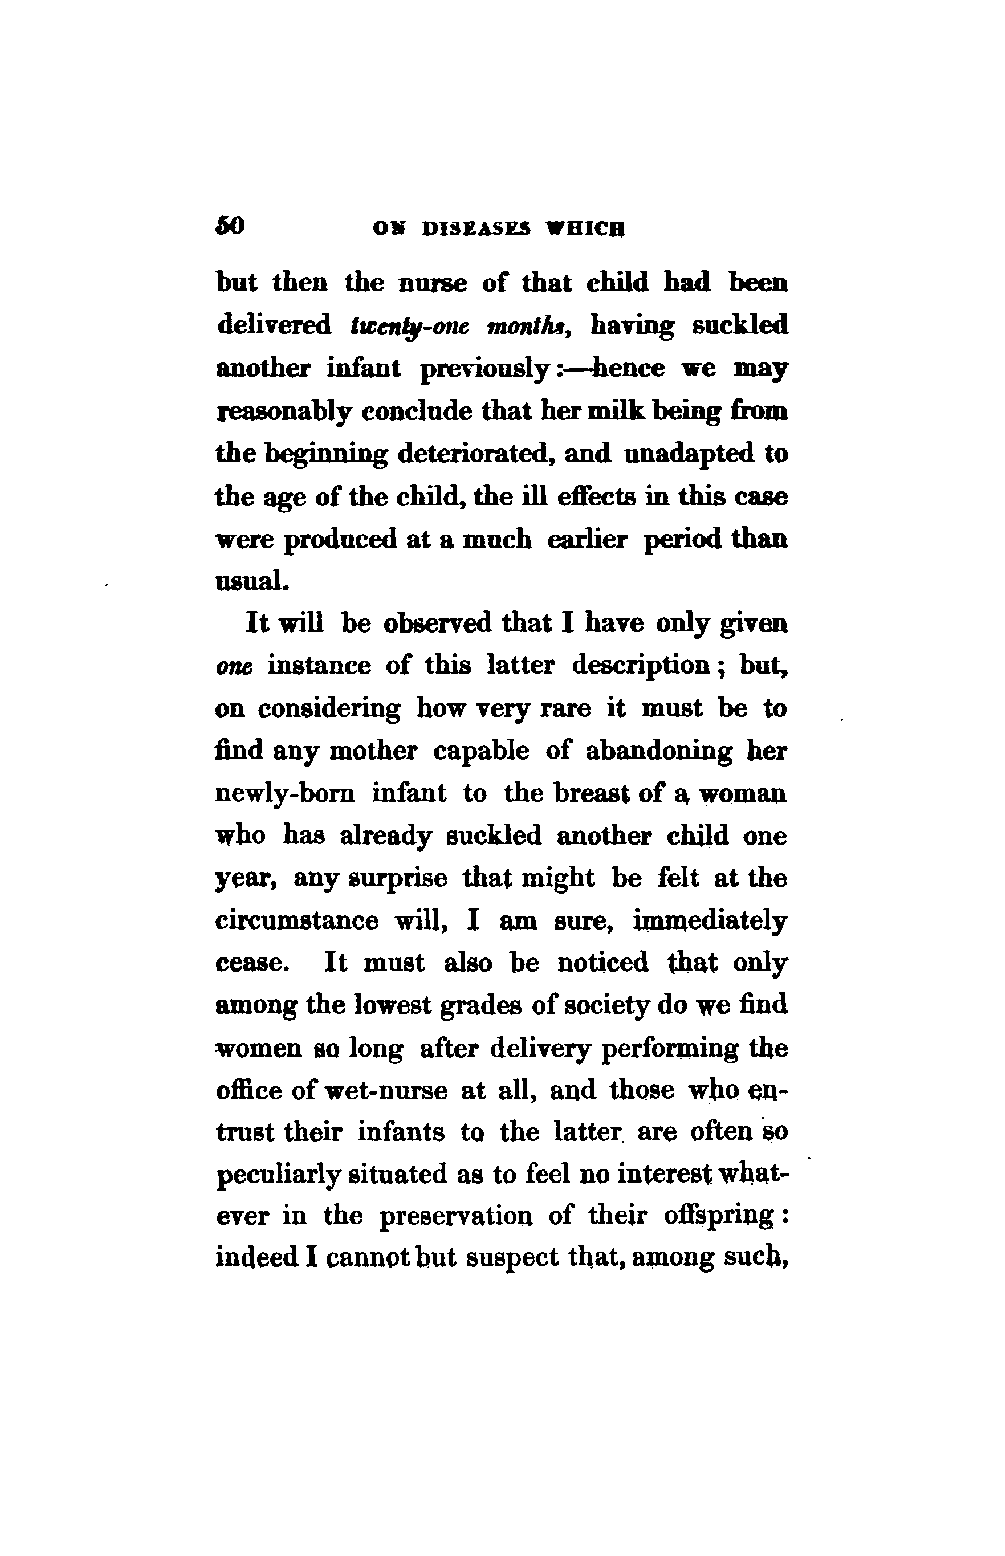 50 ON DISEASES WHICH
but then the nurse of that child had been
delivered twenty-one months, having suckled
another infant previously:—hence we may
reasonably conclude that her milk being from
the beginning deteriorated, and unadapted to
the age of the child, the ill effects in this case
were produced at a much earlier period than
usual.
It will be observed that I have only given
one instance of this latter description; but,
on considering how very rare it must be to
find any mother capable of abandoning her
newly-born infant to the breast of a woman
who has already suckled another child one
year, any surprise that might be felt at the
circumstance will, I am sure, immediately
cease. It must also be noticed that only
among the lowest grades of society do we find
women so long after delivery performing the
office of wet-nurse at all, and those who en-
trust their infants to the latter are often so
peculiarly situated as to feel no interest what-
ever in the preservation of their offspring:
indeed I cannot but suspect that, among such,